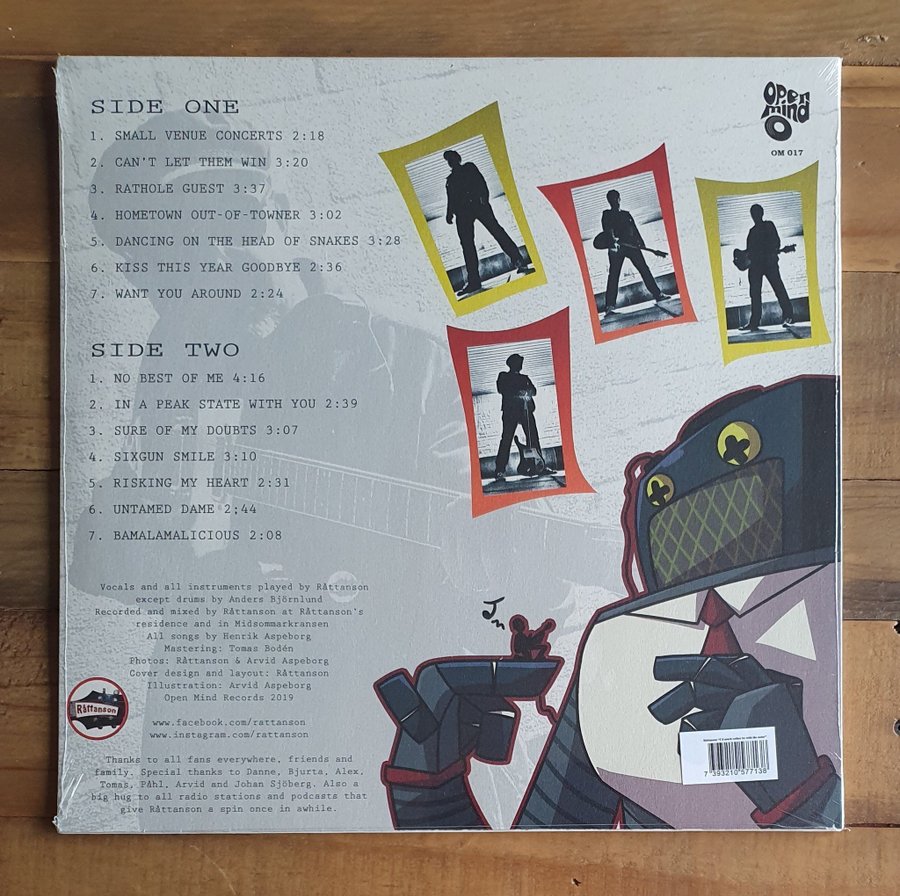 SIDE ONE
1. SMALL VENUE CONCERTS 2:18
2. CAN'T LET THEM WIN 3:20
3. RATHOLE GUEST 3:37
4. HOMETOWN OUT-OF-TOWNER 3:02
5. DANCING ON THE HEAD OF SNAKES 3:28
6. KISS THIS YEAR GOODBYE 2:36
7. WANT YOU AROUND 2:24
Open mind
OM 017
SIDE TWO
1. NO BEST OF ME 4:16
2. IN A PEAK STATE WITH YOU 2:39
3. SURE OF MY DOUBTS 3:07
4. SIXGUN SMILE 3:10
5. RISKING MY HEART 2:31
6. UNTAMED DAME 2;44
7. BAMALAMALICIOUS 2:08
Vocals and all instruments played by Råttanson
except drums by Anders Björnlund
Recorded and mixed by Råttanson at Råttanson's
residence and in Midsommarkransen
All songs by Henrik Aspeborg
Mastering: Tomas Bodén
Photos: Råttanson & Arvid Aspeborg
Cover design and layout: Råttanson
Illustration: Arvid Aspeborg
Open Mind Records 2019
Råttanson
www.facebook.com/rattanson
www.instagram.com/rattanson
Thanks to all fans everywhere, friends and
family. Special thanks to Danne, Bjurta, Alex,
Tomas, Påhl, Arvid and Johan Sjöberg. Also a
big hug to all radio stations and podcasts that
give Råttanson a spin once in awhile.
7 393210 577138